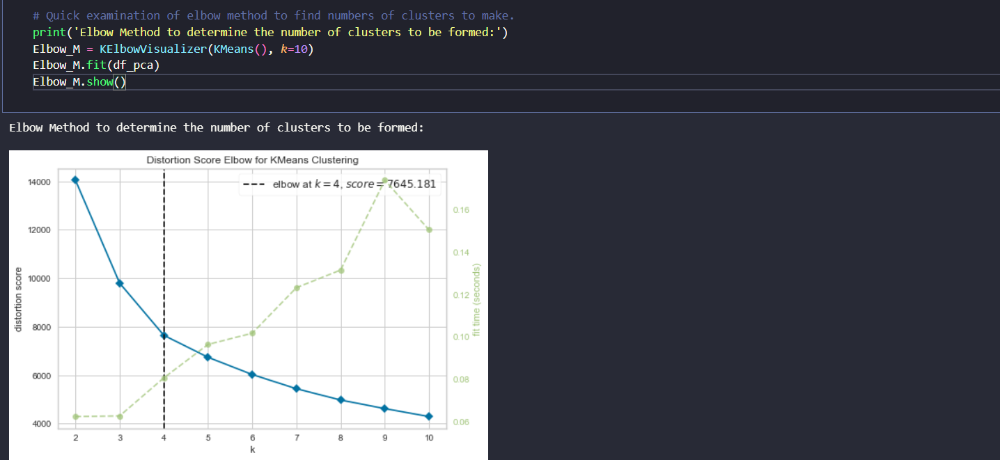 # Quick examination of elbow method to find numbers of clusters to make.
print('Elbow Method to determine the number of clusters to be formed:')
Elbow_M = KElbowVisualizer(KMeans(), k=10)
Elbow_M.fit(df_pca)
Elbow_M.show()
Elbow Method to determine the number of clusters to be formed:
Distortion Score Elbow for KMeans Clustering
elbow at k = 4, score = 7645.181
distortion score
14000
12000
10000
8000
6000
4000
0.16
0.14
0.12
0.10
0.08
0.06
fit time (seconds)
2 3 4 5 6 7 8 9 10
k